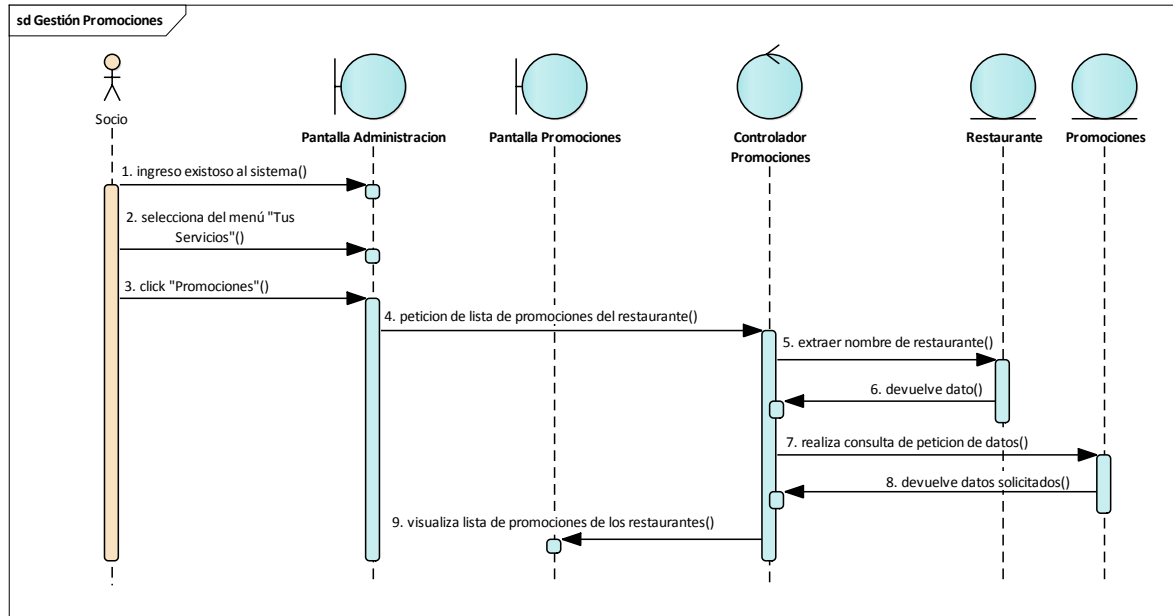 sd Gestión Promociones
Socio
Pantalla Administracion
Pantalla Promociones
Controlador
Promociones
Restaurante
Promociones
1. ingreso existoso al sistema()
2. selecciona del menú "Tus
Servicios"()
3. click "Promociones"()
4. peticion de lista de promociones del restaurante()
5. extraer nombre de restaurante()
6. devuelve dato()
7. realiza consulta de peticion de datos()
8. devuelve datos solicitados()
9. visualiza lista de promociones de los restaurantes()